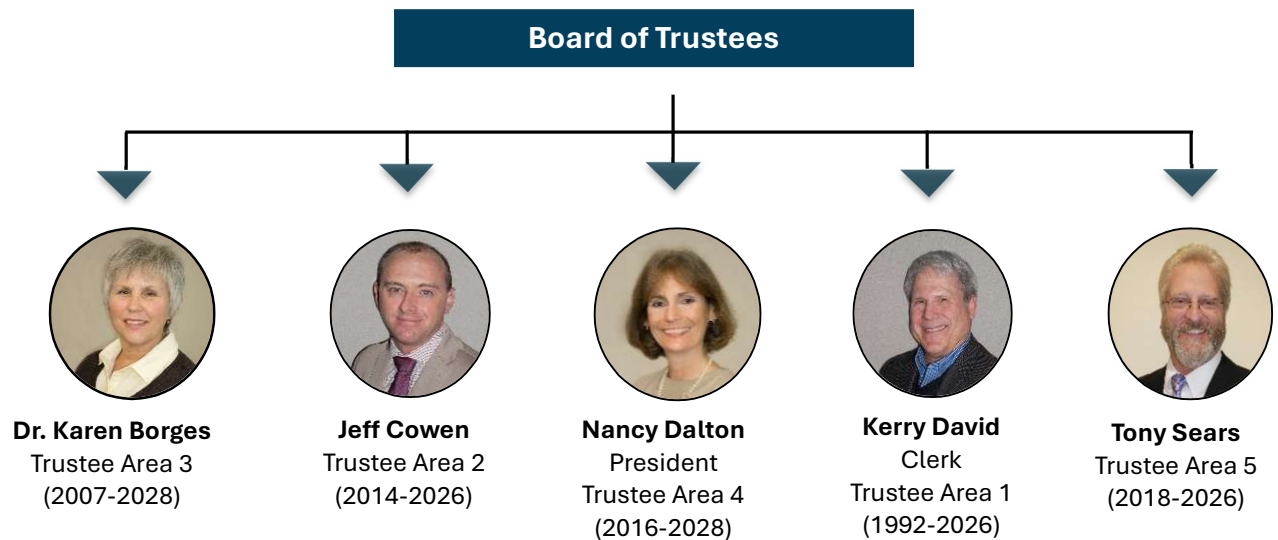 Board of Trustees
Dr. Karen Borges
Trustee Area 3
(2007-2028)
Jeff Cowen
Trustee Area 2
(2014-2026)
Nancy Dalton
President
Trustee Area 4
(2016-2028)
Kerry David
Clerk
Trustee Area 1
(1992-2026)
Tony Sears
Trustee Area 5
(2018-2026)